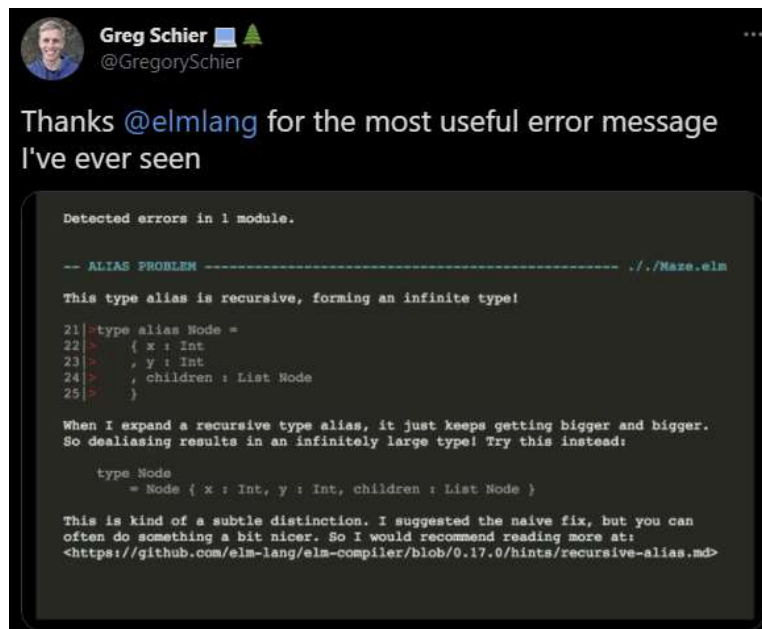 Greg Schier 💻🌲
@GregorySchier
...
Thanks @elmlang for the most useful error message
I've ever seen
Detected errors in 1 module.
-- ALIAS PROBLEM -------------------------------------------------- ././Maze.elm
This type alias is recursive, forming an infinite type!
21|>type alias Node =
22|>    { x : Int
23|>    , y : Int
24|>    , children : List Node
25|>    }
When I expand a recursive type alias, it just keeps getting bigger and bigger.
So dealiasing results in an infinitely large type! Try this instead:
    type Node
        = Node { x : Int, y : Int, children : List Node }
This is kind of a subtle distinction. I suggested the naive fix, but you can
often do something a bit nicer. So I would recommend reading more at:
<https://github.com/elm-lang/elm-compiler/blob/0.17.0/hints/recursive-alias.md>